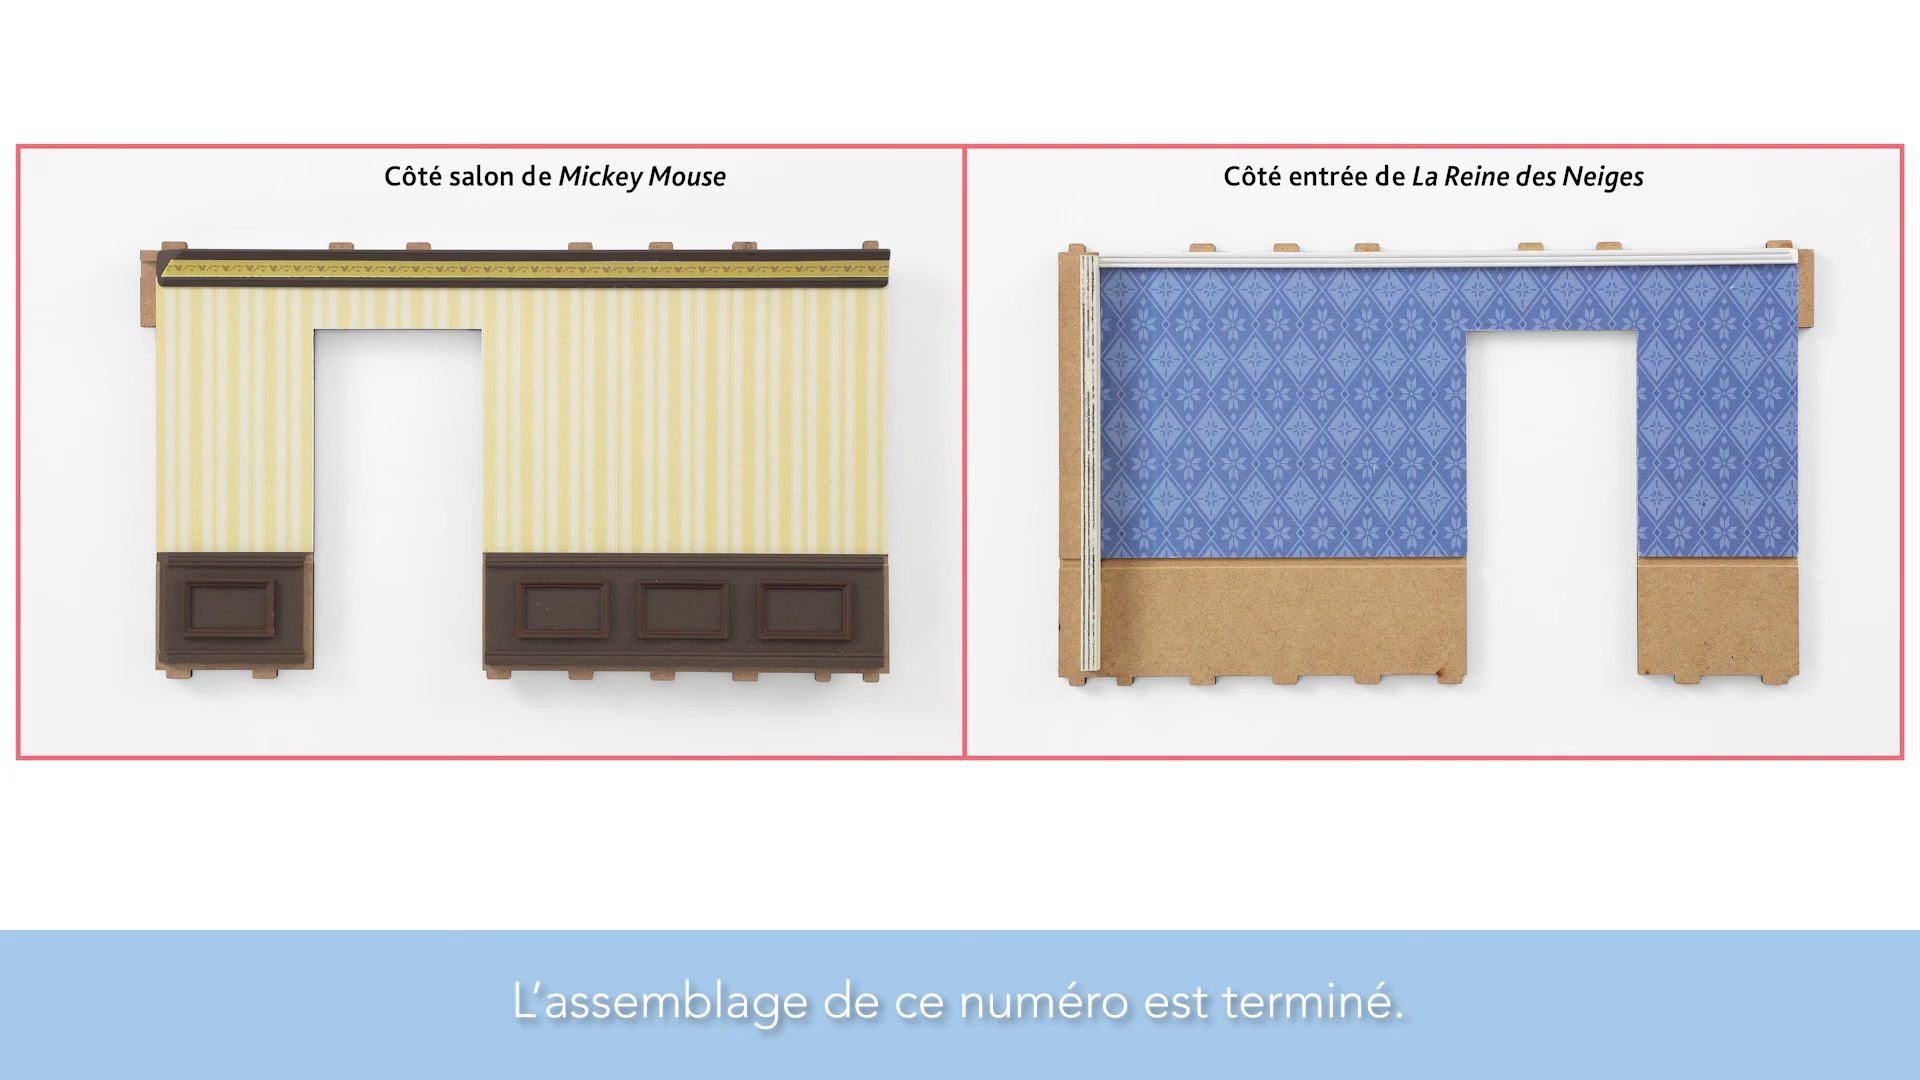 Côté salon de Mickey Mouse
Côté entrée de La Reine des Neiges
L’assemblage de ce numéro est terminé.